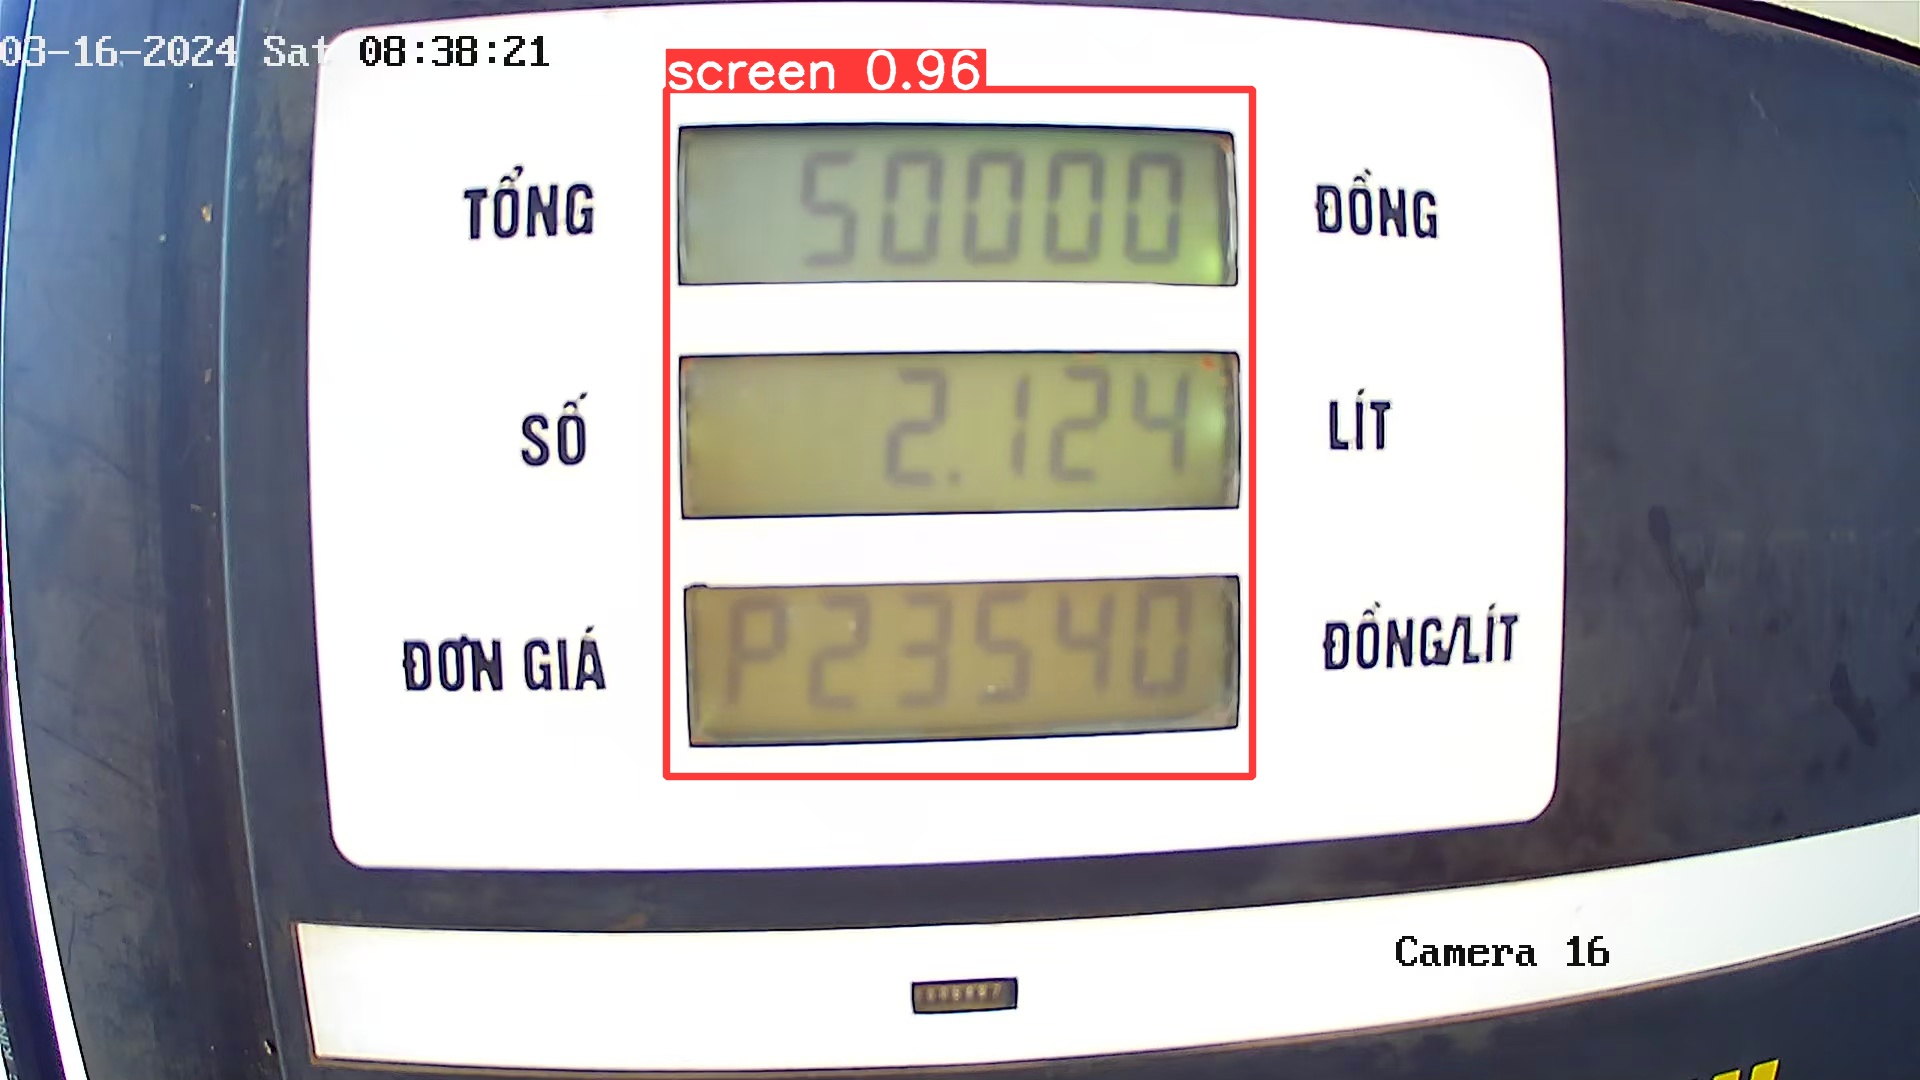 03-16-2024 Sat 08:38:21
screen 0.96
TỔNG 50000 ĐỒNG
SỐ 2.124 LÍT
ĐƠN GIÁ P23540 ĐỒNG/LÍT
Camera 16